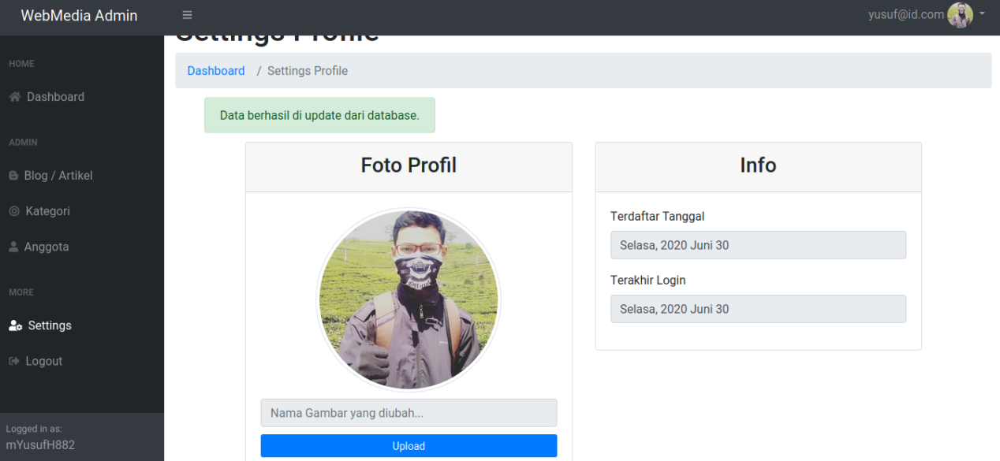 WebMedia Admin
yusuf@id.com
Settings Profile
Dashboard / Settings Profile
HOME
Dashboard
ADMIN
Blog / Artikel
Kategori
Anggota
MORE
Settings
Logout
Logged in as:
mYusufH882
Data berhasil di update dari database.
Foto Profil
Nama Gambar yang diubah...
Upload
Info
Terdaftar Tanggal
Selasa, 2020 Juni 30
Terakhir Login
Selasa, 2020 Juni 30